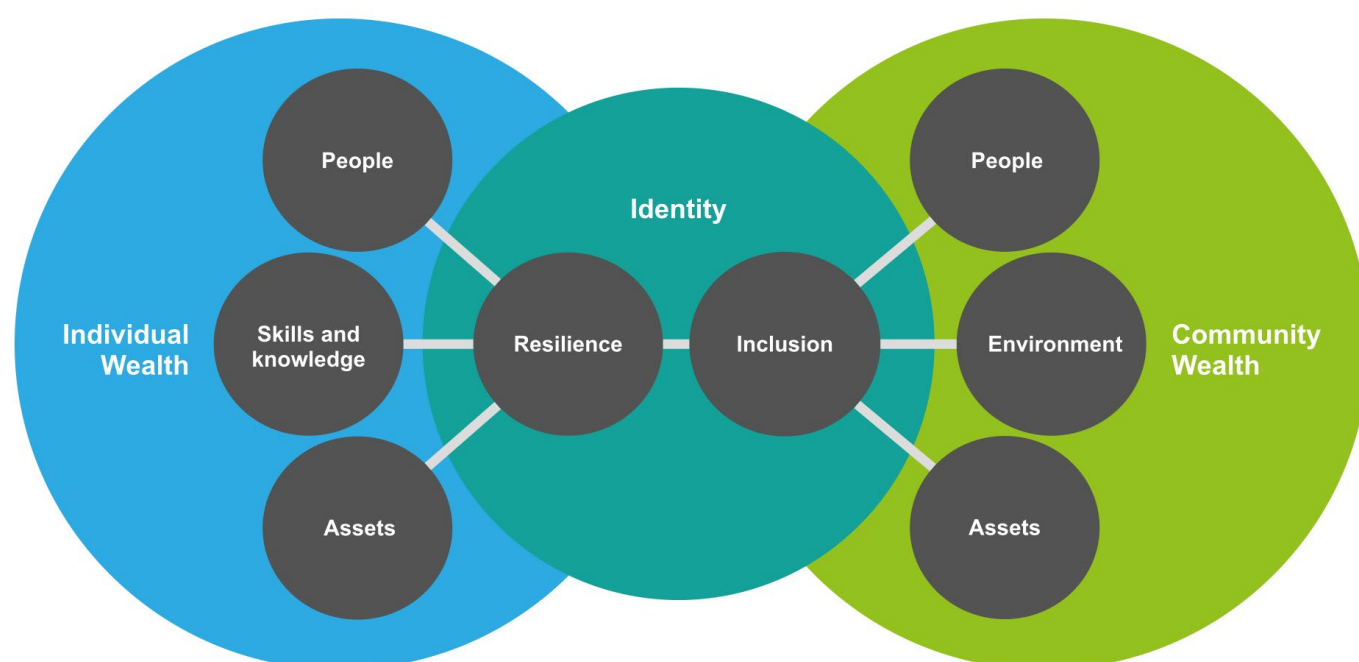 People
People
Identity
Individual
Wealth
Skills and
knowledge
Resilience
Inclusion
Environment
Community
Wealth
Assets
Assets